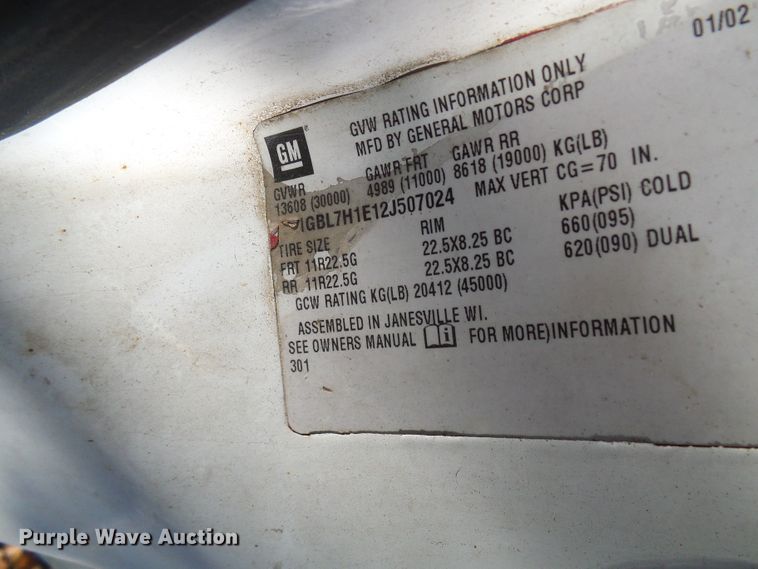 01/02
GM
GVW RATING INFORMATION ONLY
MFD BY GENERAL MOTORS CORP
GVWR GAWR FRT GAWR RR
13608 (30000) 4989 (11000) 8618 (19000) KG(LB)
1GBL7H1E12J507024 MAX VERT CG=70 IN.
TIRE SIZE RIM KPA(PSI) COLD
FRT 11R22.5G 22.5X8.25 BC 660(095)
RR 11R22.5G 22.5X8.25 BC 620(090) DUAL
GCW RATING KG(LB) 20412 (45000)
ASSEMBLED IN JANESVILLE WI.
SEE OWNERS MANUAL i FOR MORE)INFORMATION
301
Purple Wave Auction